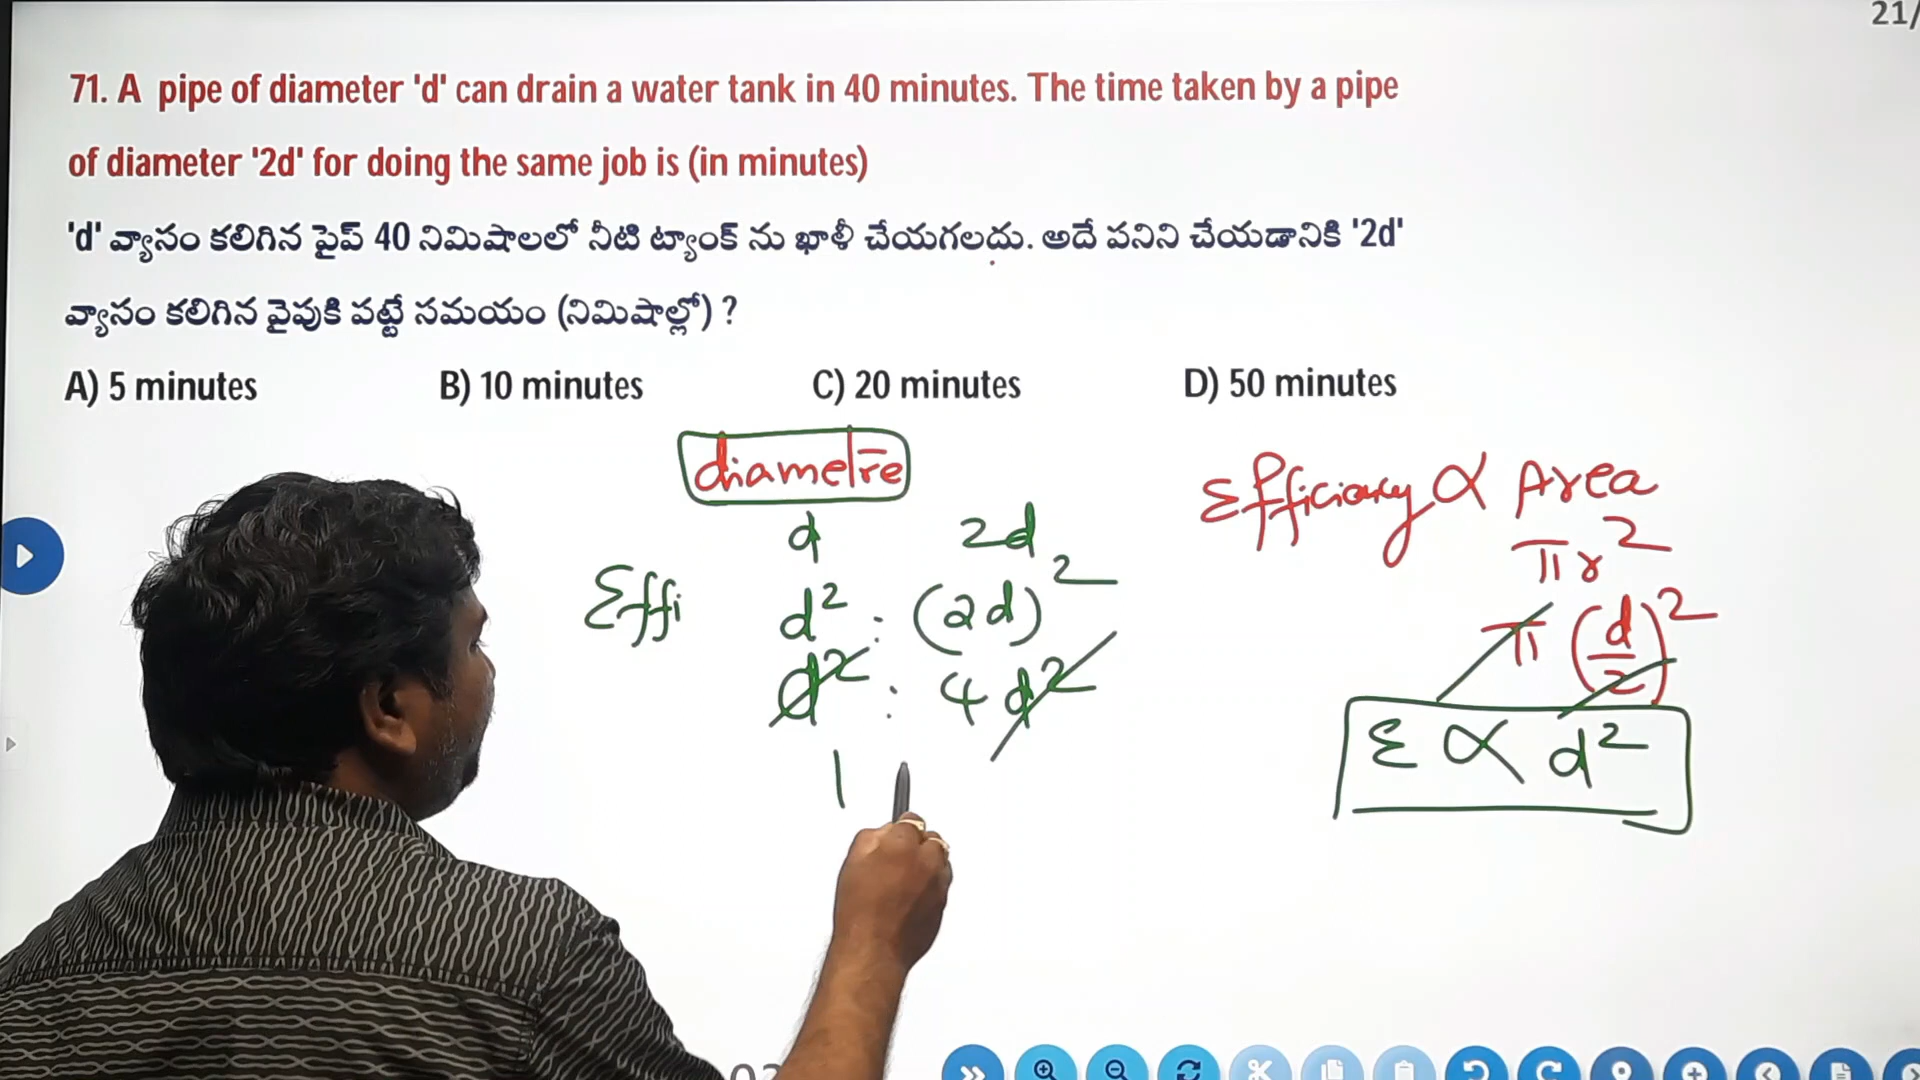 21/
71. A pipe of diameter 'd' can drain a water tank in 40 minutes. The time taken by a pipe
of diameter '2d' for doing the same job is (in minutes)
'd' వ్యాసం కలిగిన పైప్ 40 నిమిషాలలో నీటి ట్యాంక్ ను ఖాళీ చేయగలదు. అదే పనిని చేయడానికి '2d'
వ్యాసం కలిగిన వైపుకి పట్టే సమయం (నిమిషాల్లో) ?
A) 5 minutes B) 10 minutes C) 20 minutes D) 50 minutes
diametre
Efficiency ∝ Area
d 2d
πr²
Effi d² : (2d)²
π (d/2)²
d² : 4d²
E ∝ d²
1